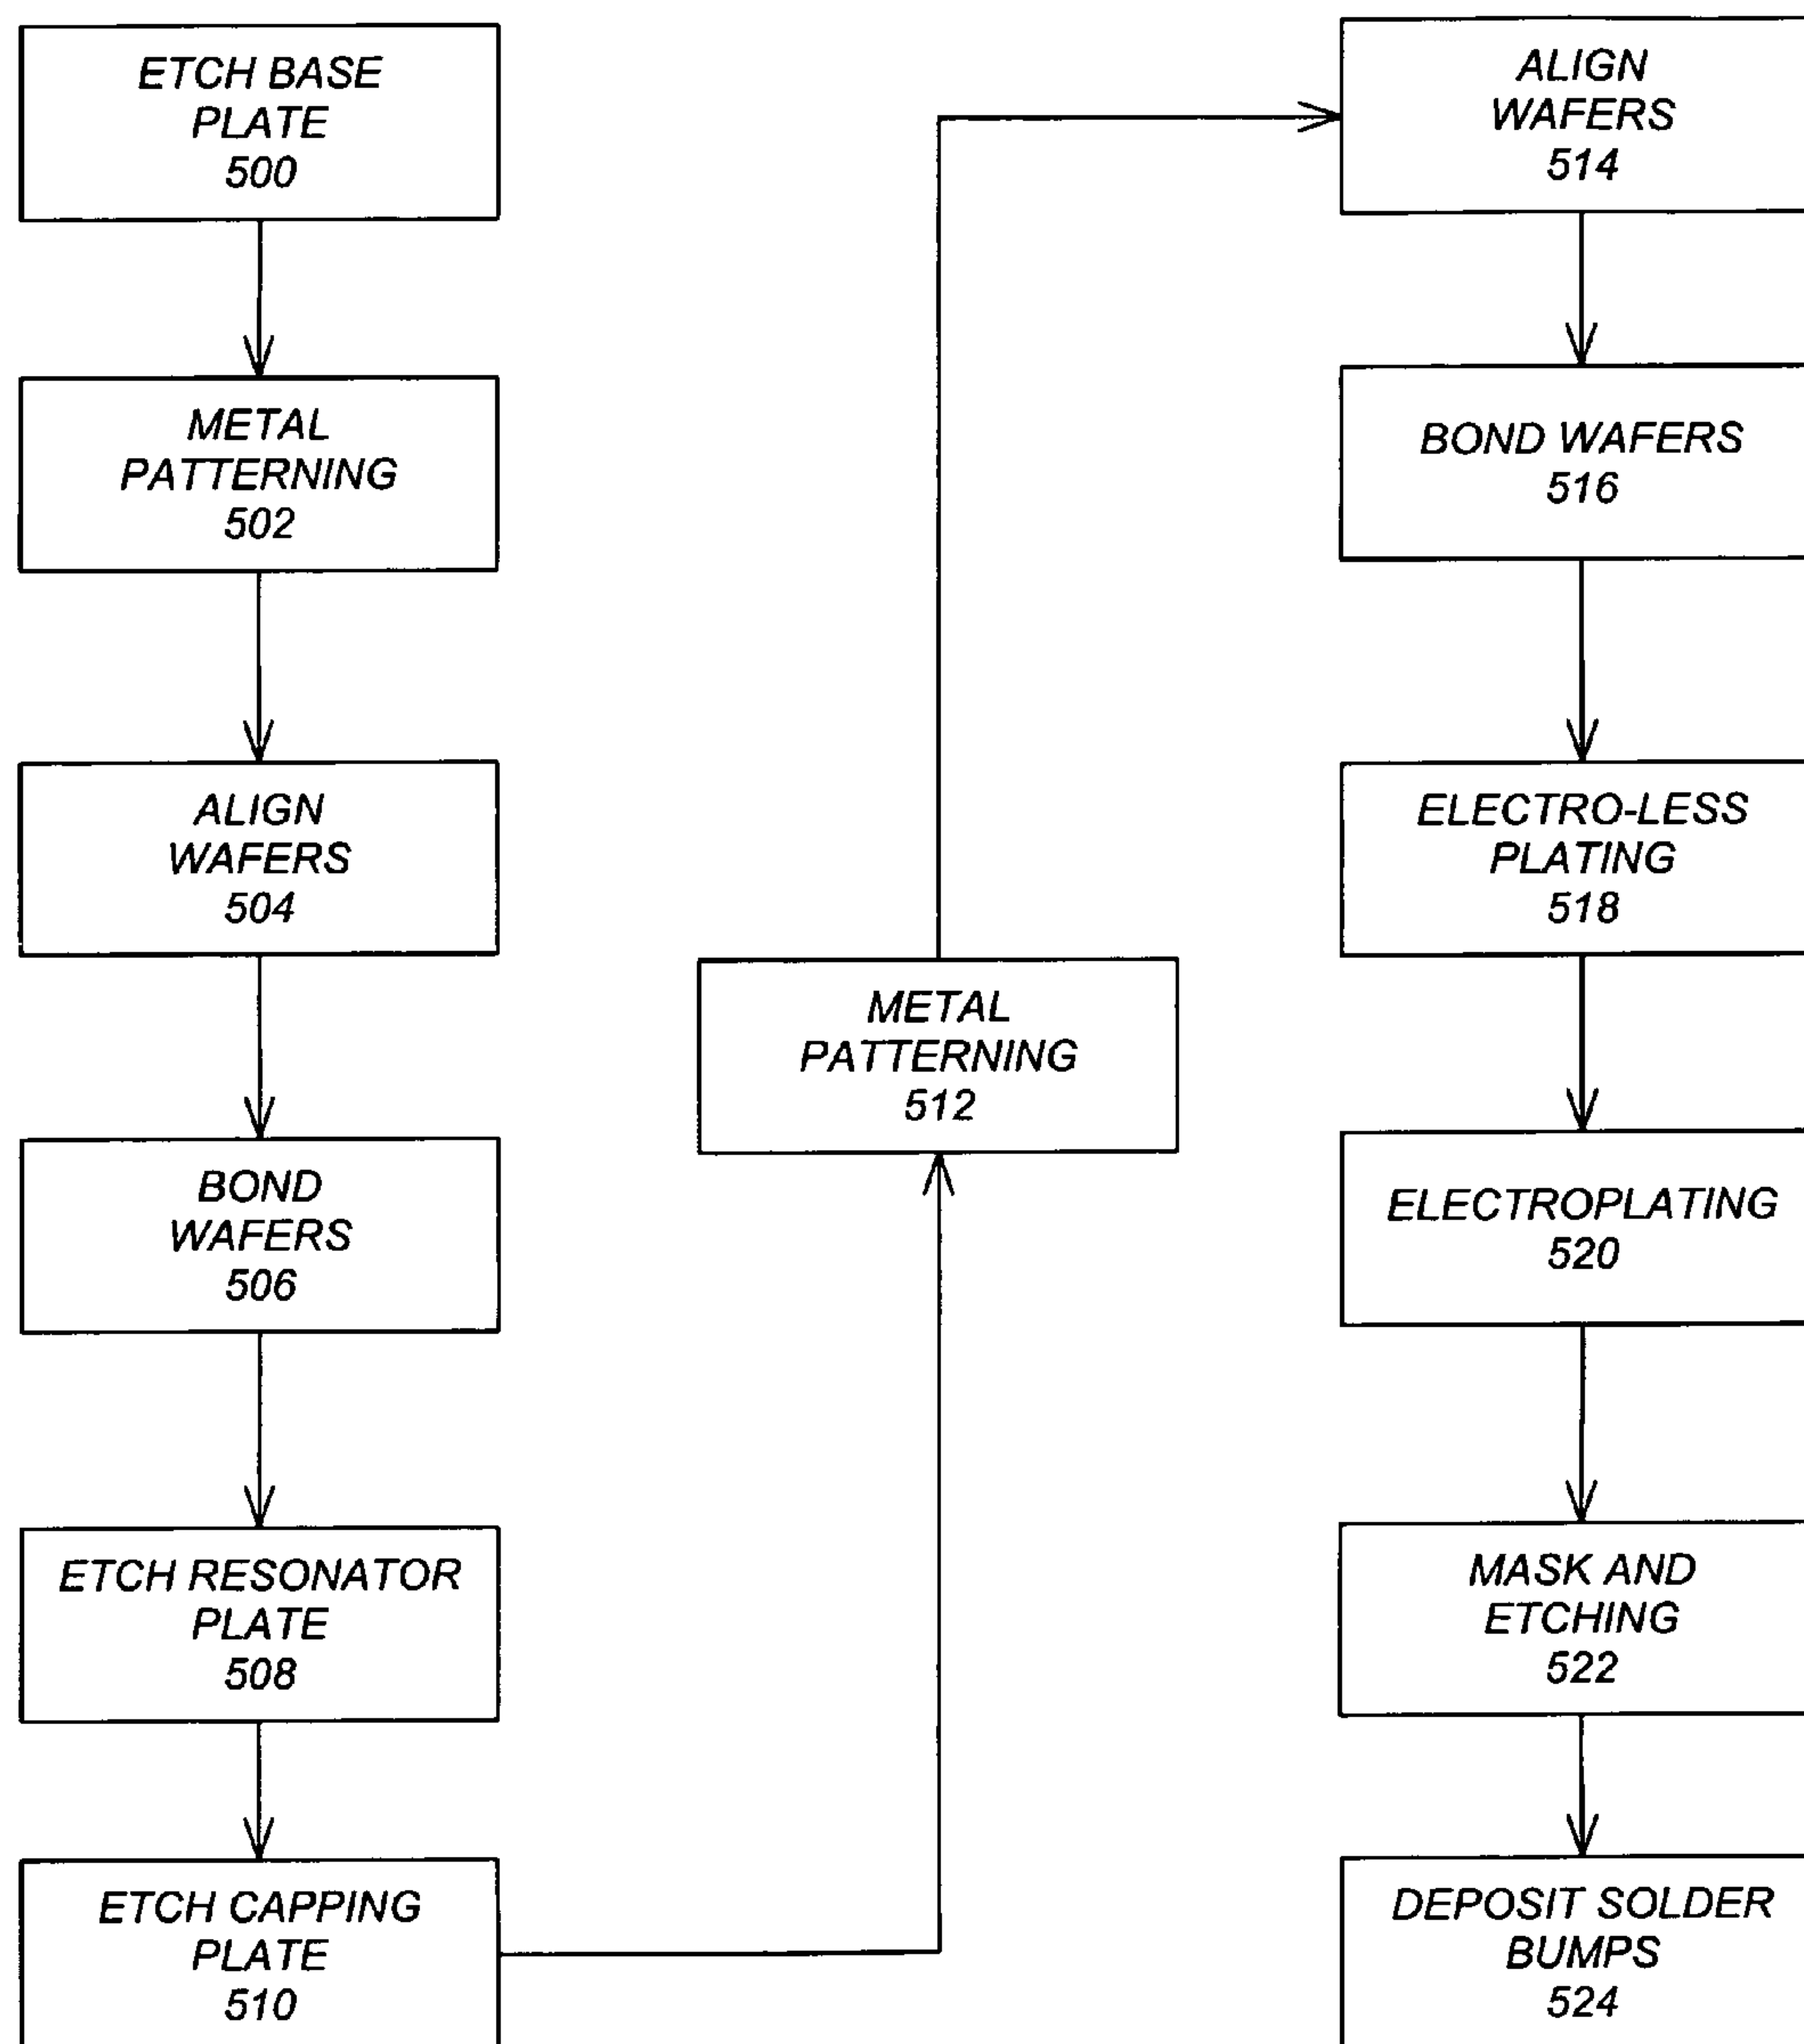 ETCH BASE
PLATE
500
METAL
PATTERNING
502
ALIGN
WAFERS
504
BOND
WAFERS
506
ETCH RESONATOR
PLATE
508
ETCH CAPPING
PLATE
510
METAL
PATTERNING
512
ALIGN
WAFERS
514
BOND WAFERS
516
ELECTRO-LESS
PLATING
518
ELECTROPLATING
520
MASK AND
ETCHING
522
DEPOSIT SOLDER
BUMPS
524